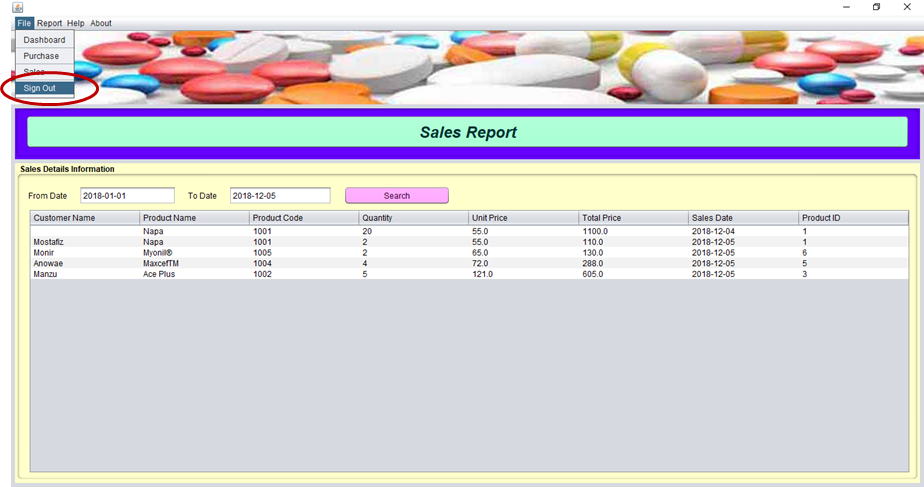 File Report Help About
Dashboard
Purchase
Sales
Sign Out
Sales Report
Sales Details Information
From Date 2018-01-01 To Date 2018-12-05 Search
Customer Name Product Name Product Code Quantity Unit Price Total Price Sales Date Product ID
Napa 1001 20 55.0 1100.0 2018-12-04 1
Mostafiz Napa 1001 2 55.0 110.0 2018-12-05 1
Monir Myonil® 1005 2 65.0 130.0 2018-12-05 6
Anowae MaxcefTM 1004 4 72.0 288.0 2018-12-05 5
Manzu Ace Plus 1002 5 121.0 605.0 2018-12-05 3